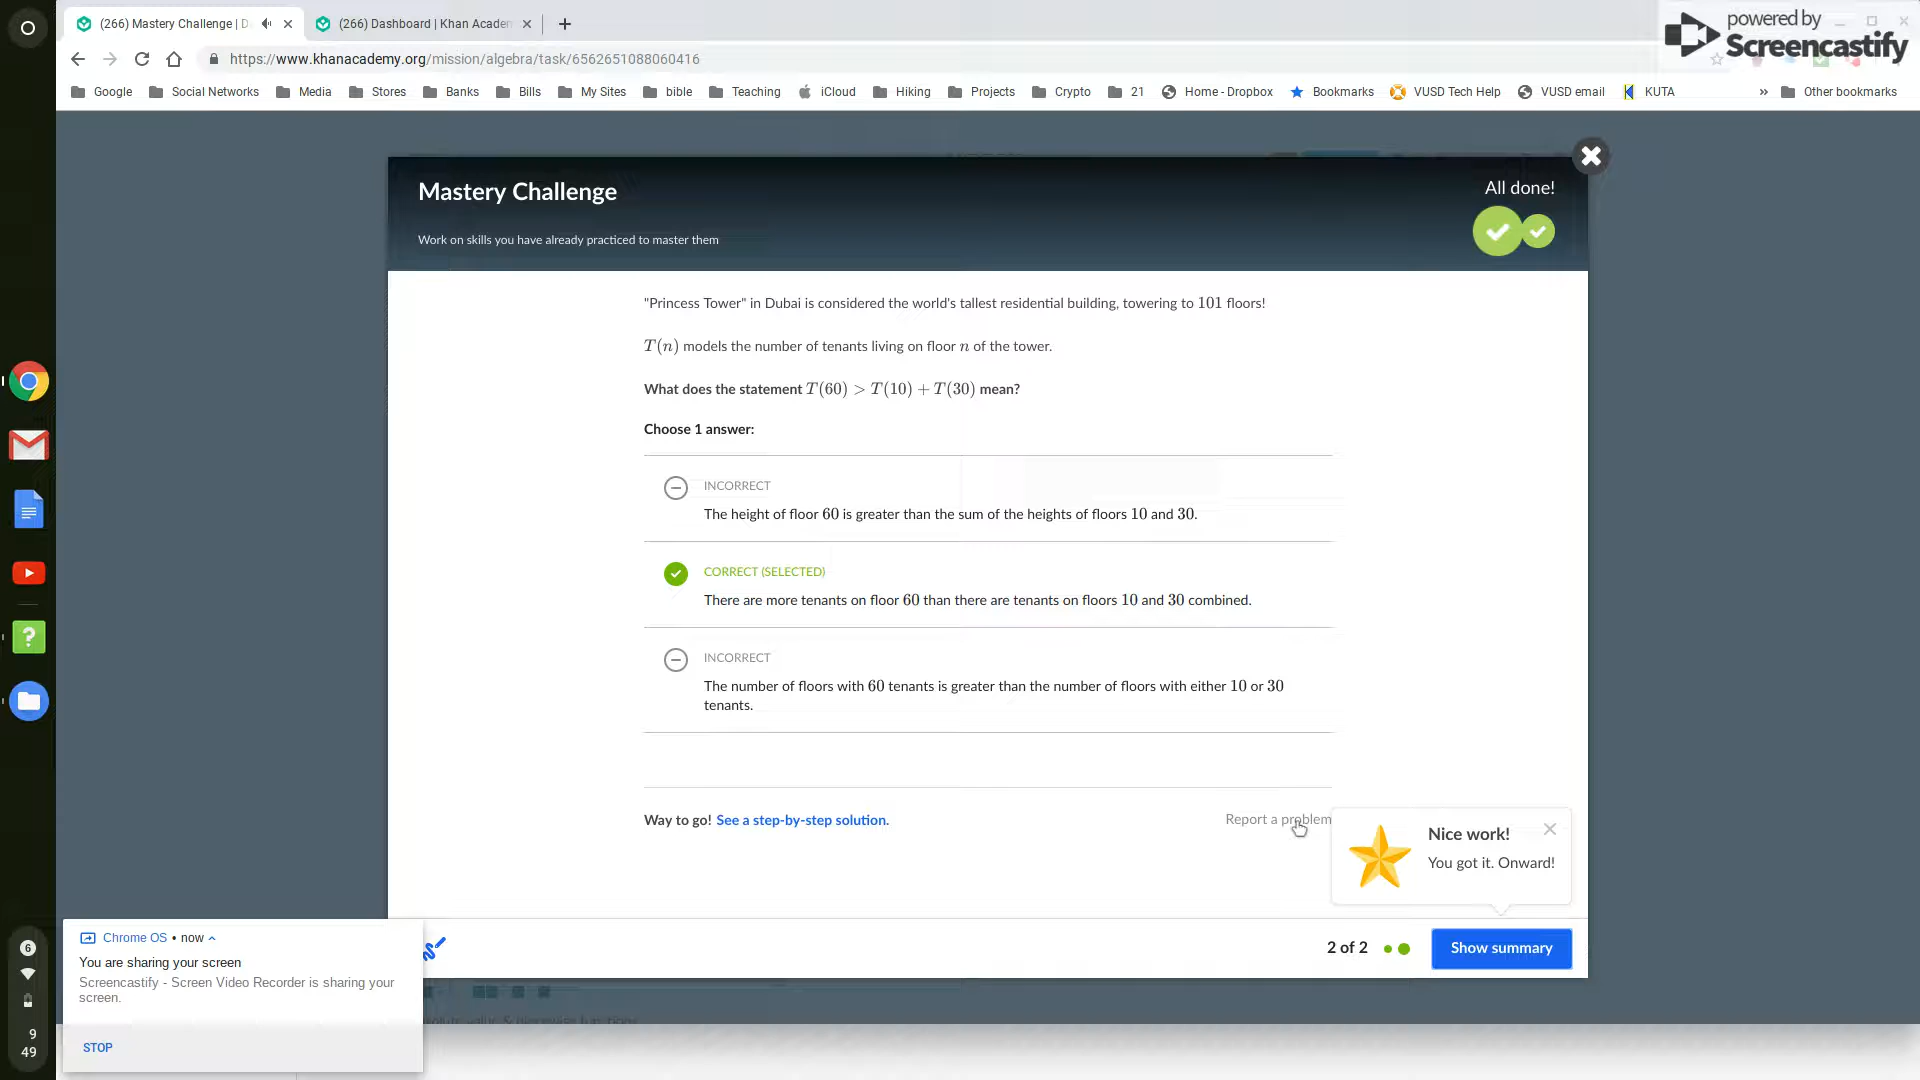 (266) Mastery Challenge | D
(266) Dashboard | Khan Academ
powered by
Screencastify
https://www.khanacademy.org/mission/algebra/task/6562651088060416
Google
Social Networks
Media
Stores
Banks
Bills
My Sites
bible
Teaching
iCloud
Hiking
Projects
Crypto
21
Home - Dropbox
Bookmarks
VUSD Tech Help
VUSD email
KUTA
»
Other bookmarks
Mastery Challenge
All done!
Work on skills you have already practiced to master them
"Princess Tower" in Dubai is considered the world's tallest residential building, towering to 101 floors!
T(n) models the number of tenants living on floor n of the tower.
What does the statement T(60) > T(10) + T(30) mean?
Choose 1 answer:
INCORRECT
The height of floor 60 is greater than the sum of the heights of floors 10 and 30.
CORRECT (SELECTED)
There are more tenants on floor 60 than there are tenants on floors 10 and 30 combined.
INCORRECT
The number of floors with 60 tenants is greater than the number of floors with either 10 or 30
tenants.
Way to go! See a step-by-step solution.
Report a problem
Nice work!
You got it. Onward!
2 of 2
Show summary
Chrome OS • now
You are sharing your screen
Screencastify - Screen Video Recorder is sharing your
screen.
STOP
6
9
49